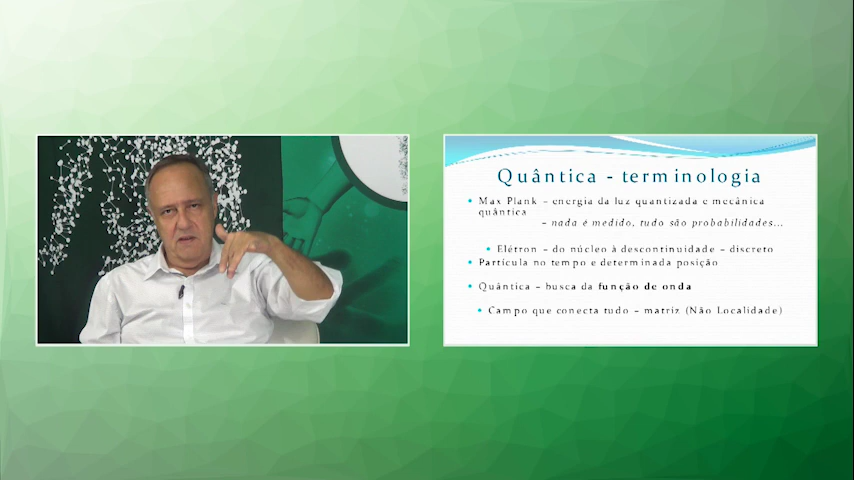 Quântica - terminologia
Max Plank – energia da luz quantizada e mecânica
quântica
– nada é medido, tudo são probabilidades...
Elétron – do núcleo à descontinuidade – discreto
Partícula no tempo e determinada posição
Quântica – busca da função de onda
Campo que conecta tudo – matriz (Não Localidade)